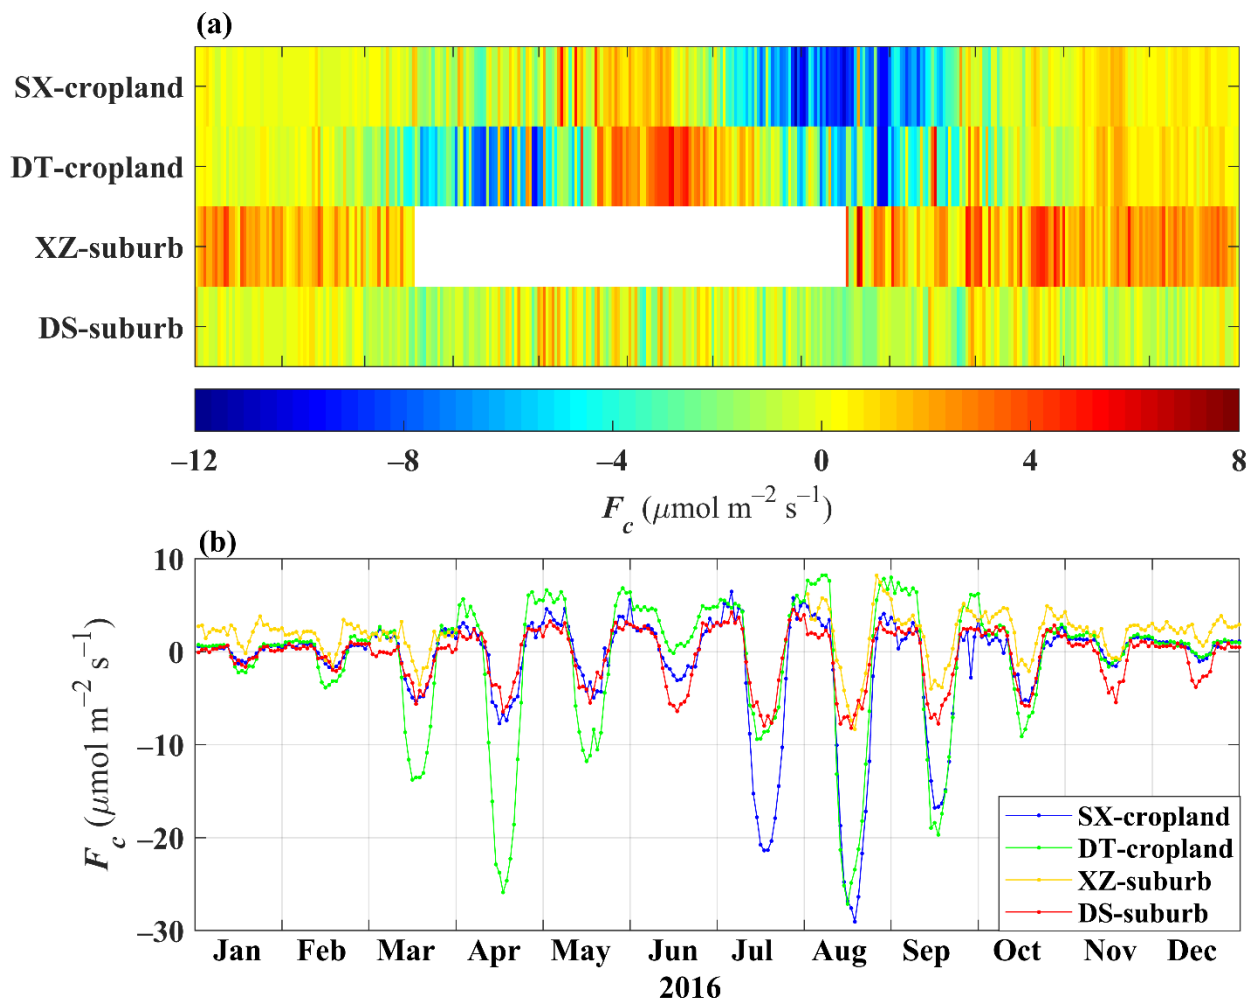 (a)
SX-cropland
DT-cropland
XZ-suburb
DS-suburb
−12 −8 −4 0 4 8
F_c (μmol m⁻² s⁻¹)
(b)
10
0
−10
−20
−30
F_c (μmol m⁻² s⁻¹)
SX-cropland
DT-cropland
XZ-suburb
DS-suburb
Jan Feb Mar Apr May Jun Jul Aug Sep Oct Nov Dec
2016